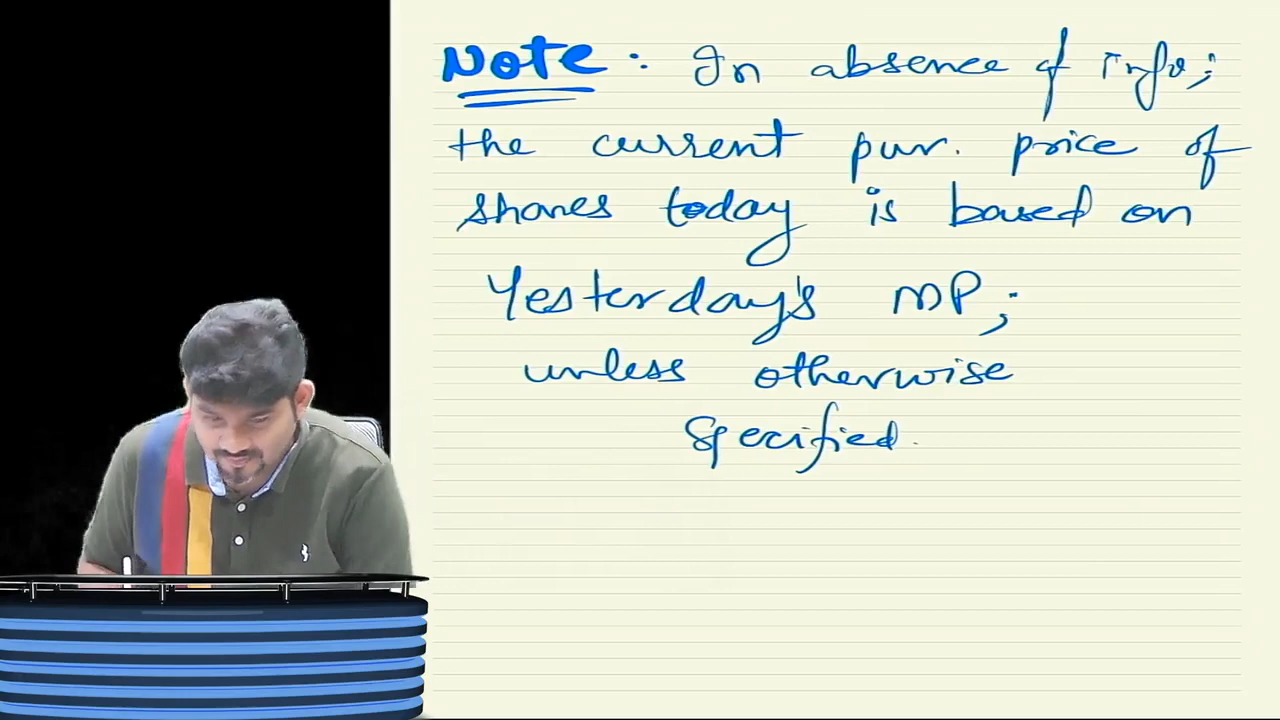 Note : In absence of info;
the current pur. price of
shares today is based on
Yesterday's MP;
unless otherwise
specified.